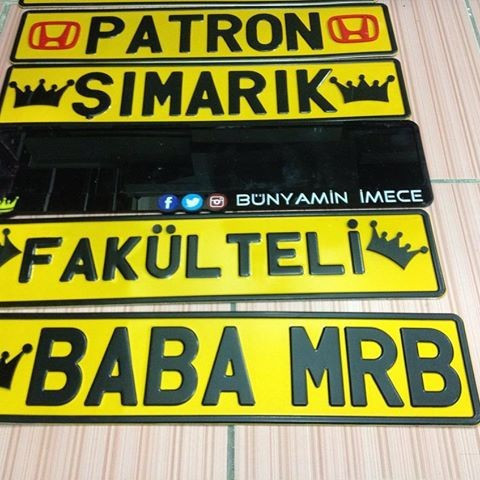 PATRON
ŞIMARIK
BÜNYAMİN İMECE
FAKÜLTELİ
BABA MRB